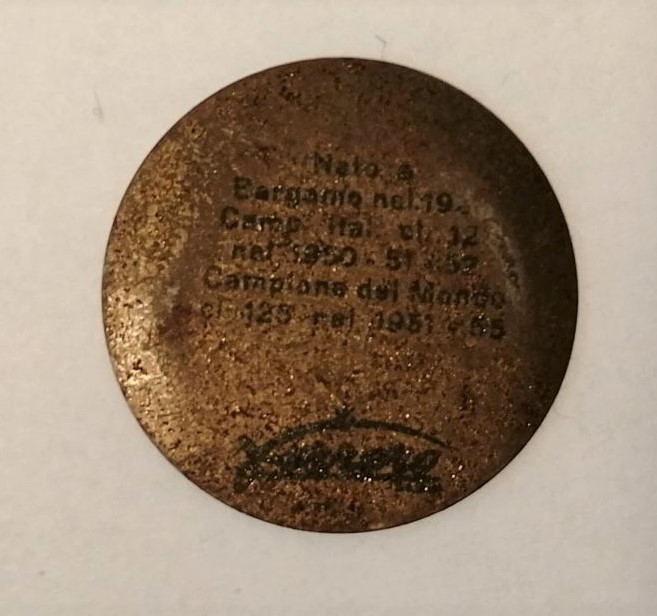 Nato a
Bergamo nel 19
Camp. Ital. cl. 12
nel 1950 - 51 - 52
Campione del Mondo
cl. 125 nel 1951 - 55